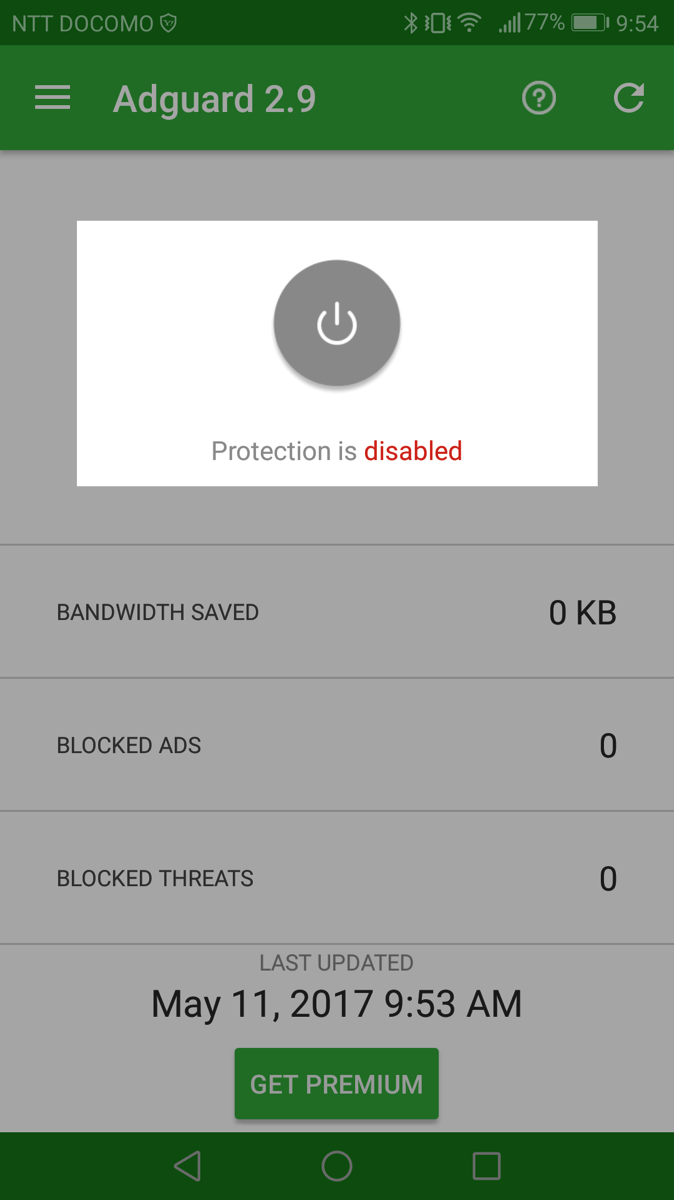 NTT DOCOMO 77% 9:54
Adguard 2.9
Protection is disabled
BANDWIDTH SAVED 0 KB
BLOCKED ADS 0
BLOCKED THREATS 0
LAST UPDATED
May 11, 2017 9:53 AM
GET PREMIUM